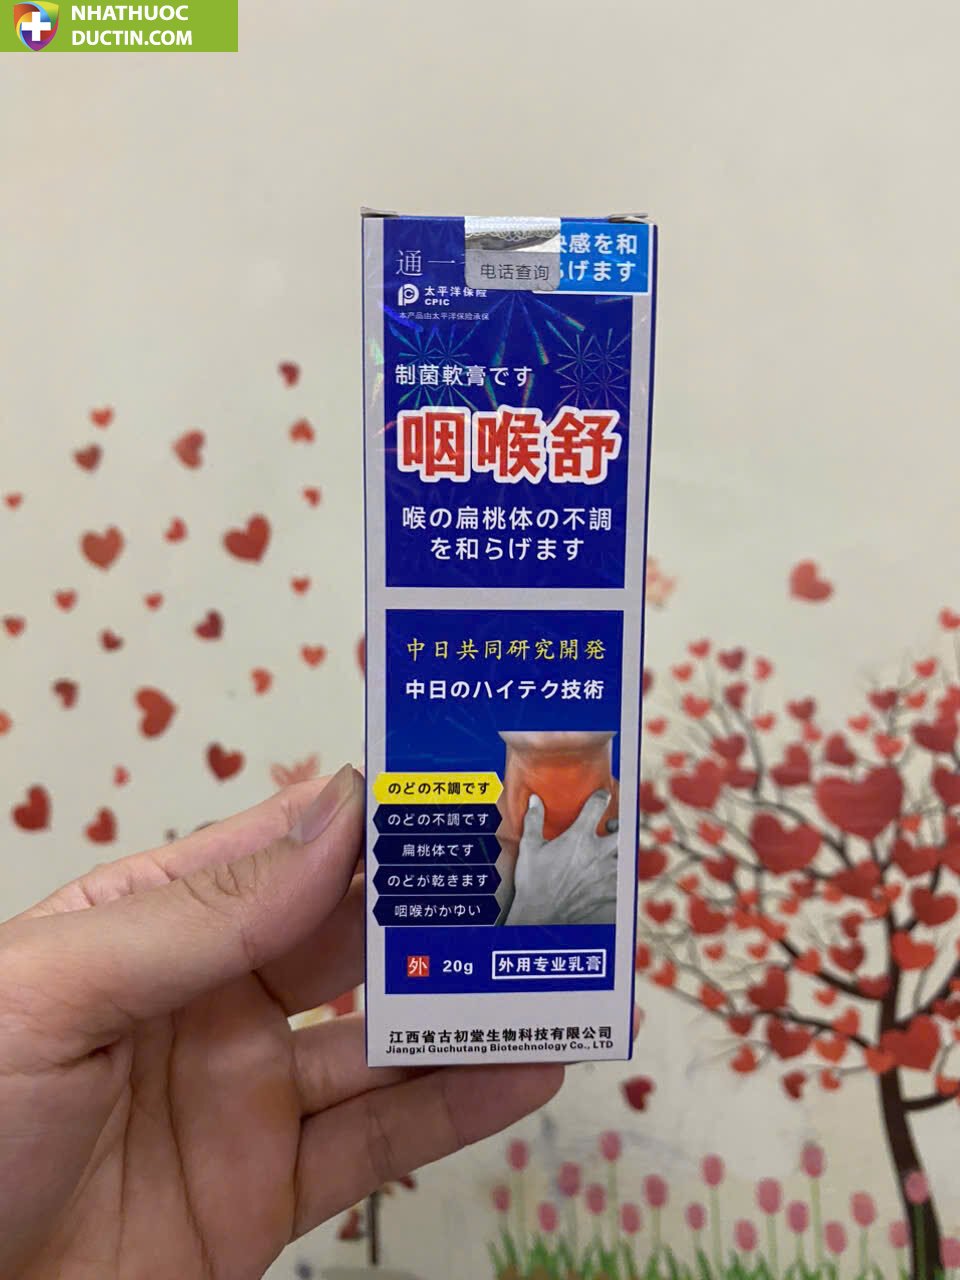 NHATHUOC
DUCTIN.COM
感を和
らげます
通一
电话查询
太平洋保险
CPIC
本产品由太平洋保险承保
制菌軟膏です
咽喉舒
喉の扁桃体の不調
を和らげます
中日共同研究開発
中日のハイテク技術
のどの不調です
のどの不調です
扁桃体です
のどが乾きます
咽喉がかゆい
外 20g 外用专业乳膏
江西省古初堂生物科技有限公司
Jiangxi Guchutang Biotechnology Co., LTD